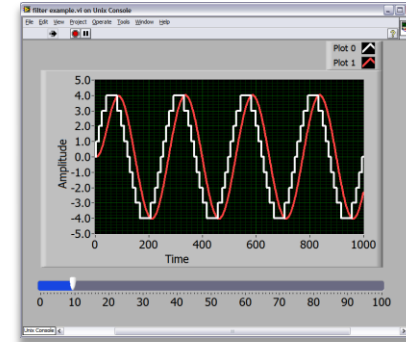 filter example.vi on Unix Console
File Edit View Project Operate Tools Window Help
Plot 0
Plot 1
5.0
4.0
3.0
2.0
1.0
0.0
-1.0
-2.0
-3.0
-4.0
-5.0
Amplitude
0 200 400 600 800 1000
Time
0 10 20 30 40 50 60 70 80 90 100
Unix Console